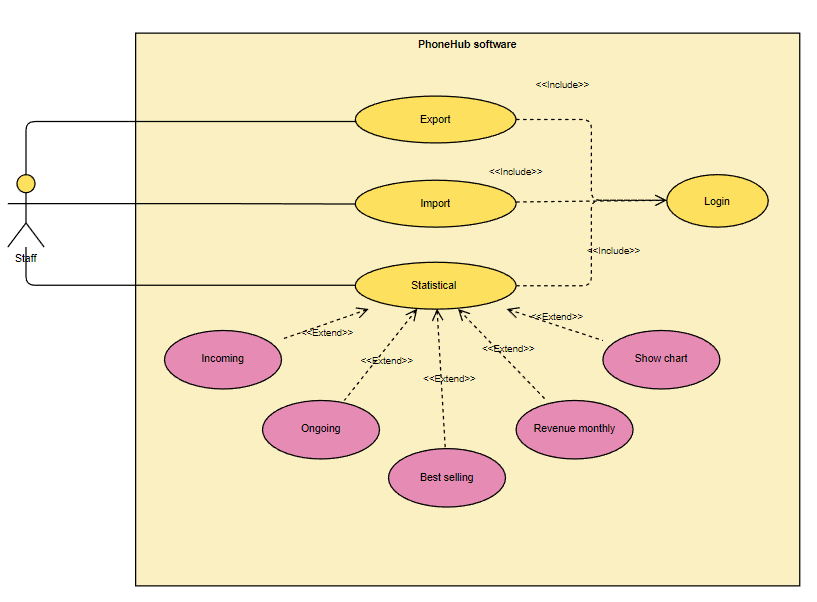 PhoneHub software
<<Include>>
Export
<<Include>>
Import
Login
Staff
<<Include>>
Statistical
<<Extend>>
<<Extend>>
<<Extend>>
<<Extend>>
<<Extend>>
Incoming
Show chart
Ongoing
Revenue monthly
Best selling